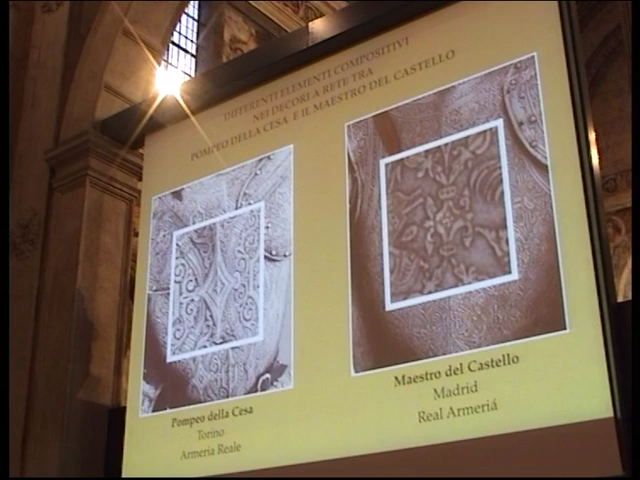 DIFFERENTI ELEMENTI COMPOSITIVI
NEI DECORI A RETE TRA
POMPEO DELLA CESA E IL MAESTRO DEL CASTELLO
Pompeo della Cesa
Torino
Armeria Reale
Maestro del Castello
Madrid
Real Armeriá